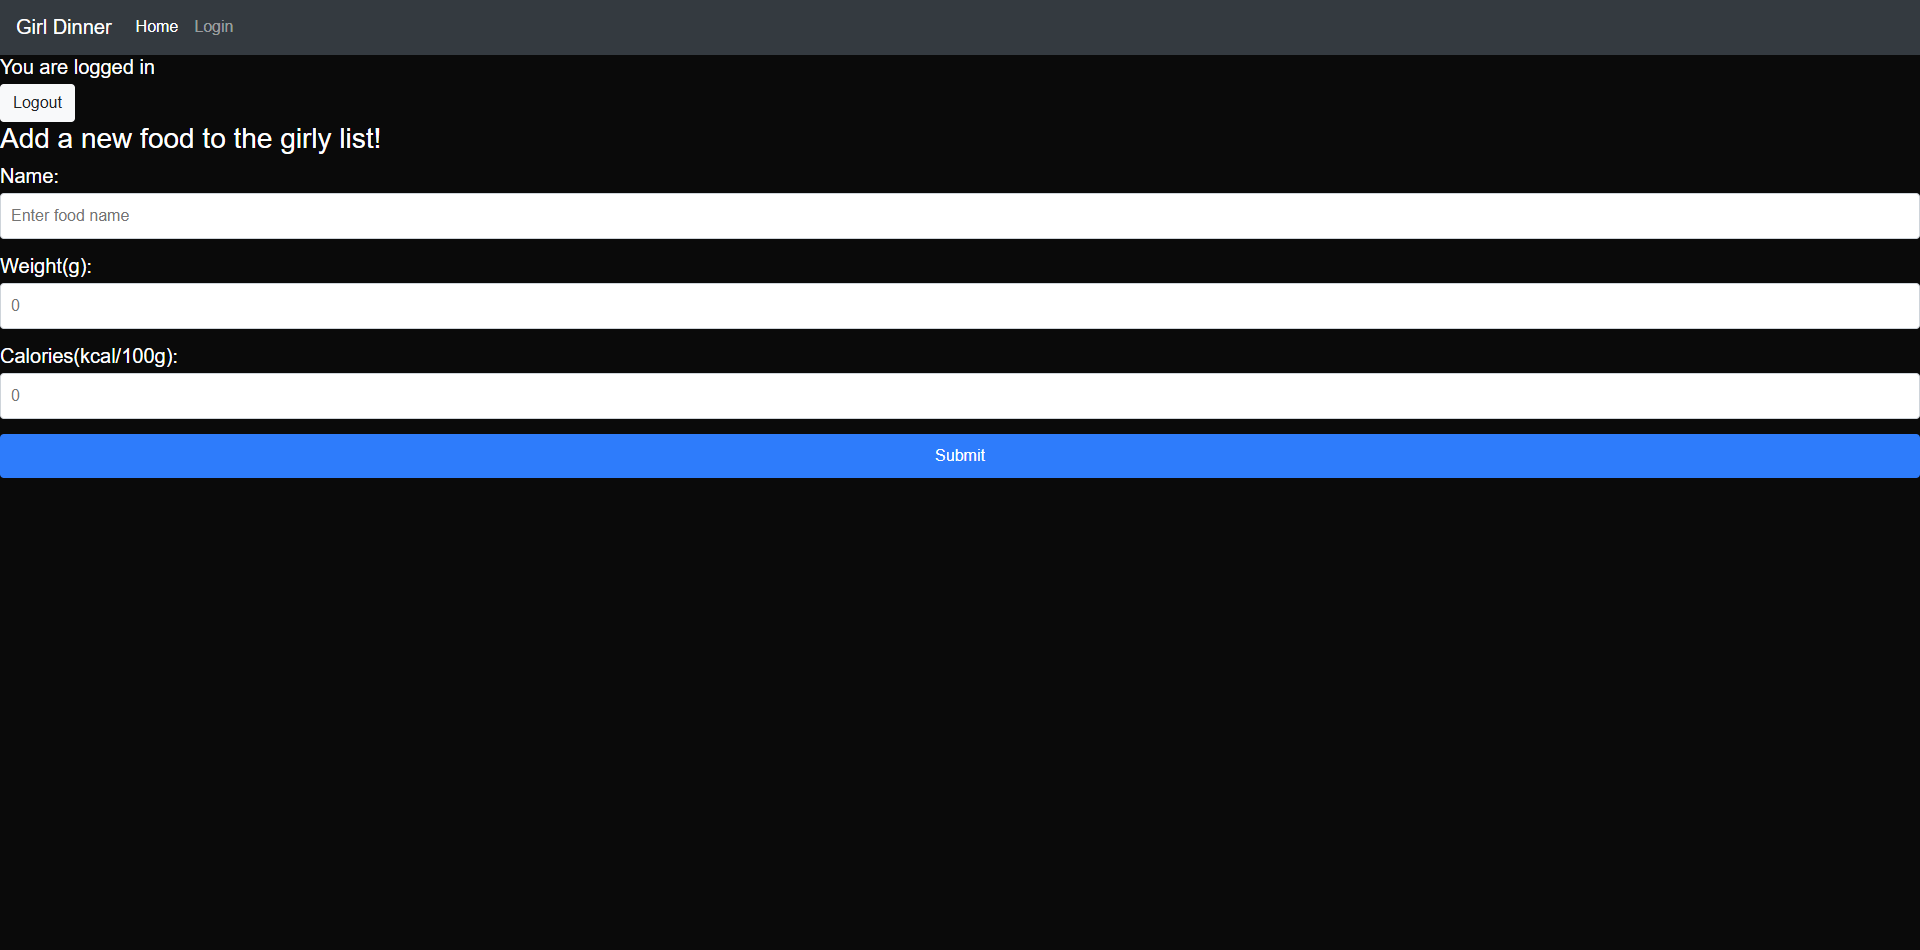 Girl Dinner Home Login
You are logged in
Logout
Add a new food to the girly list!
Name:
Enter food name
Weight(g):
0
Calories(kcal/100g):
0
Submit